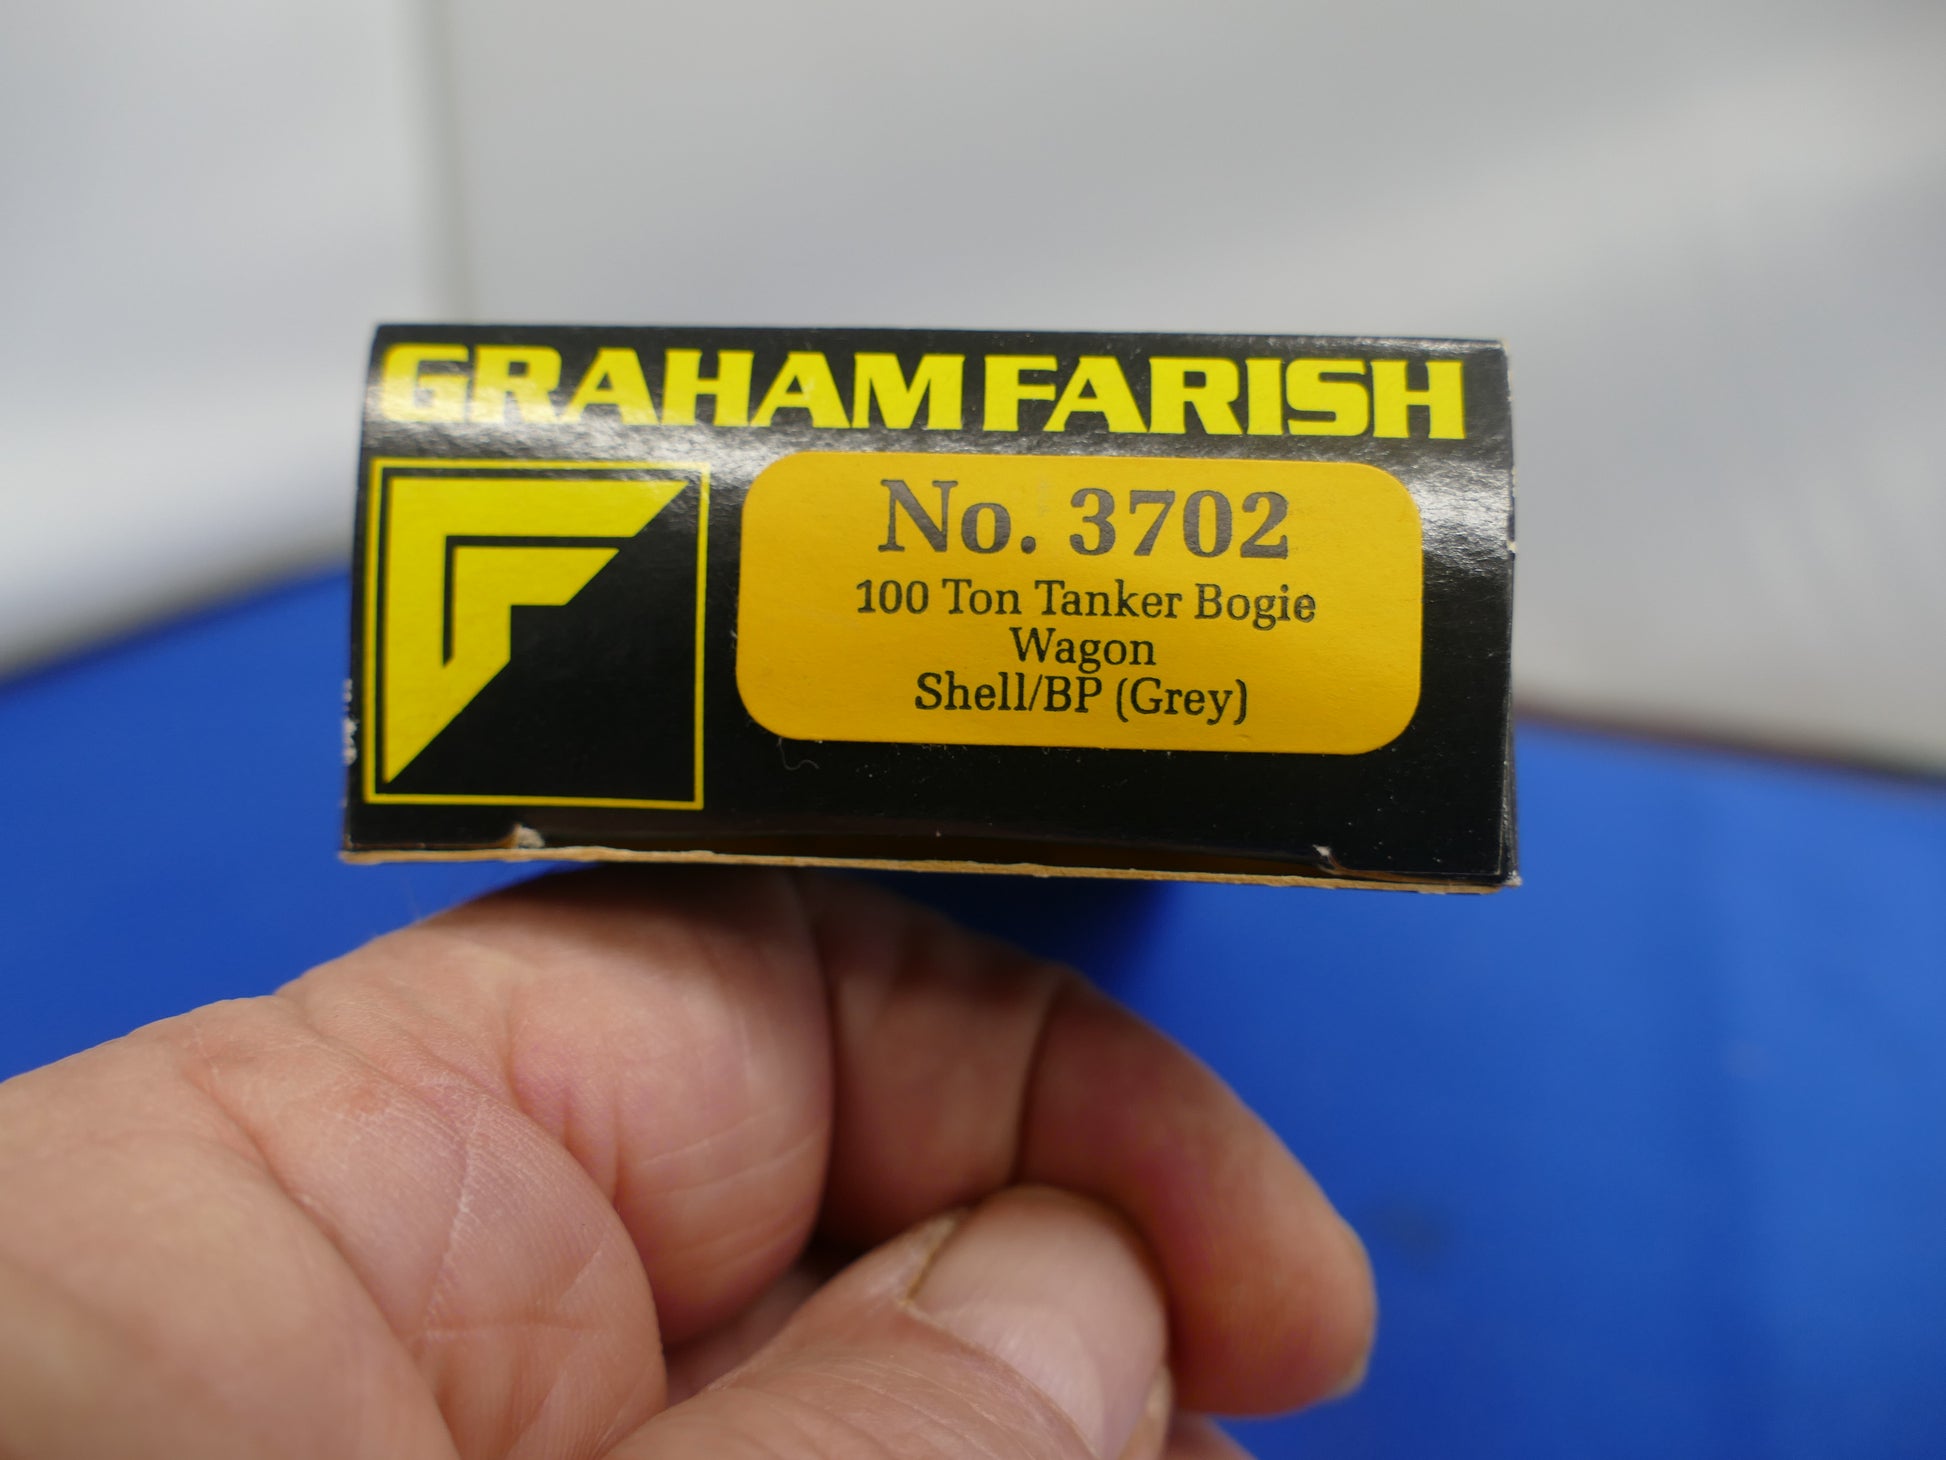 GRAHAM FARISH
No. 3702
100 Ton Tanker Bogie
Wagon
Shell/BP (Grey)